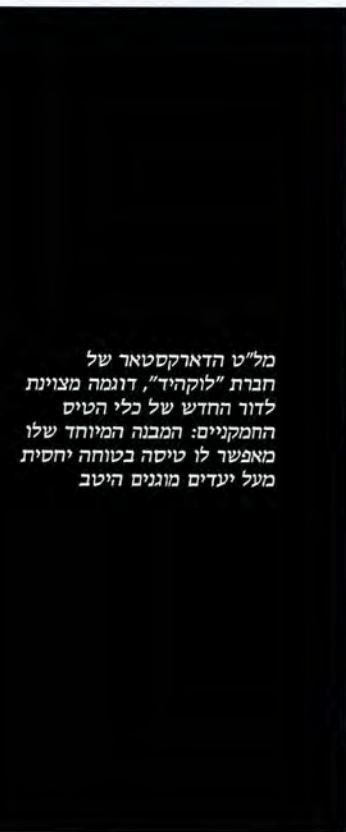 מל"ט הדארקסטאר של
חברת "לוקהיד", דוגמה מצוינת
לדור החדש של כלי הטיס
החמקניים: המבנה המיוחד שלו
מאפשר לו טיסה בטוחה יחסית
מעל יעדים מוגנים היטב